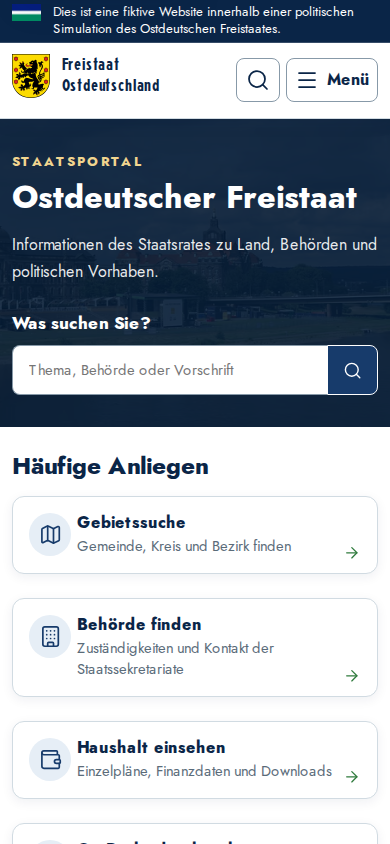 Dies ist eine fiktive Website innerhalb einer politischen
Simulation des Ostdeutschen Freistaates.
Freistaat
Ostdeutschland
Menü
STAATSPORTAL
Ostdeutscher Freistaat
Informationen des Staatsrates zu Land, Behörden und
politischen Vorhaben.
Was suchen Sie?
Thema, Behörde oder Vorschrift
Häufige Anliegen
Gebietssuche
Gemeinde, Kreis und Bezirk finden
Behörde finden
Zuständigkeiten und Kontakt der
Staatssekretariate
Haushalt einsehen
Einzelpläne, Finanzdaten und Downloads